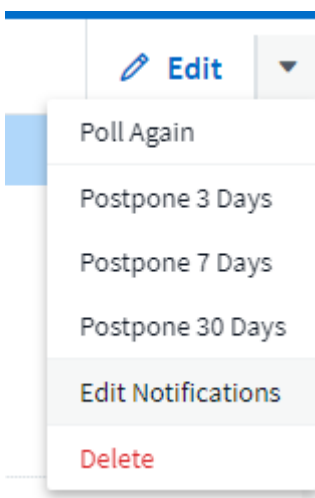 Edit
Poll Again
Postpone 3 Days
Postpone 7 Days
Postpone 30 Days
Edit Notifications
Delete